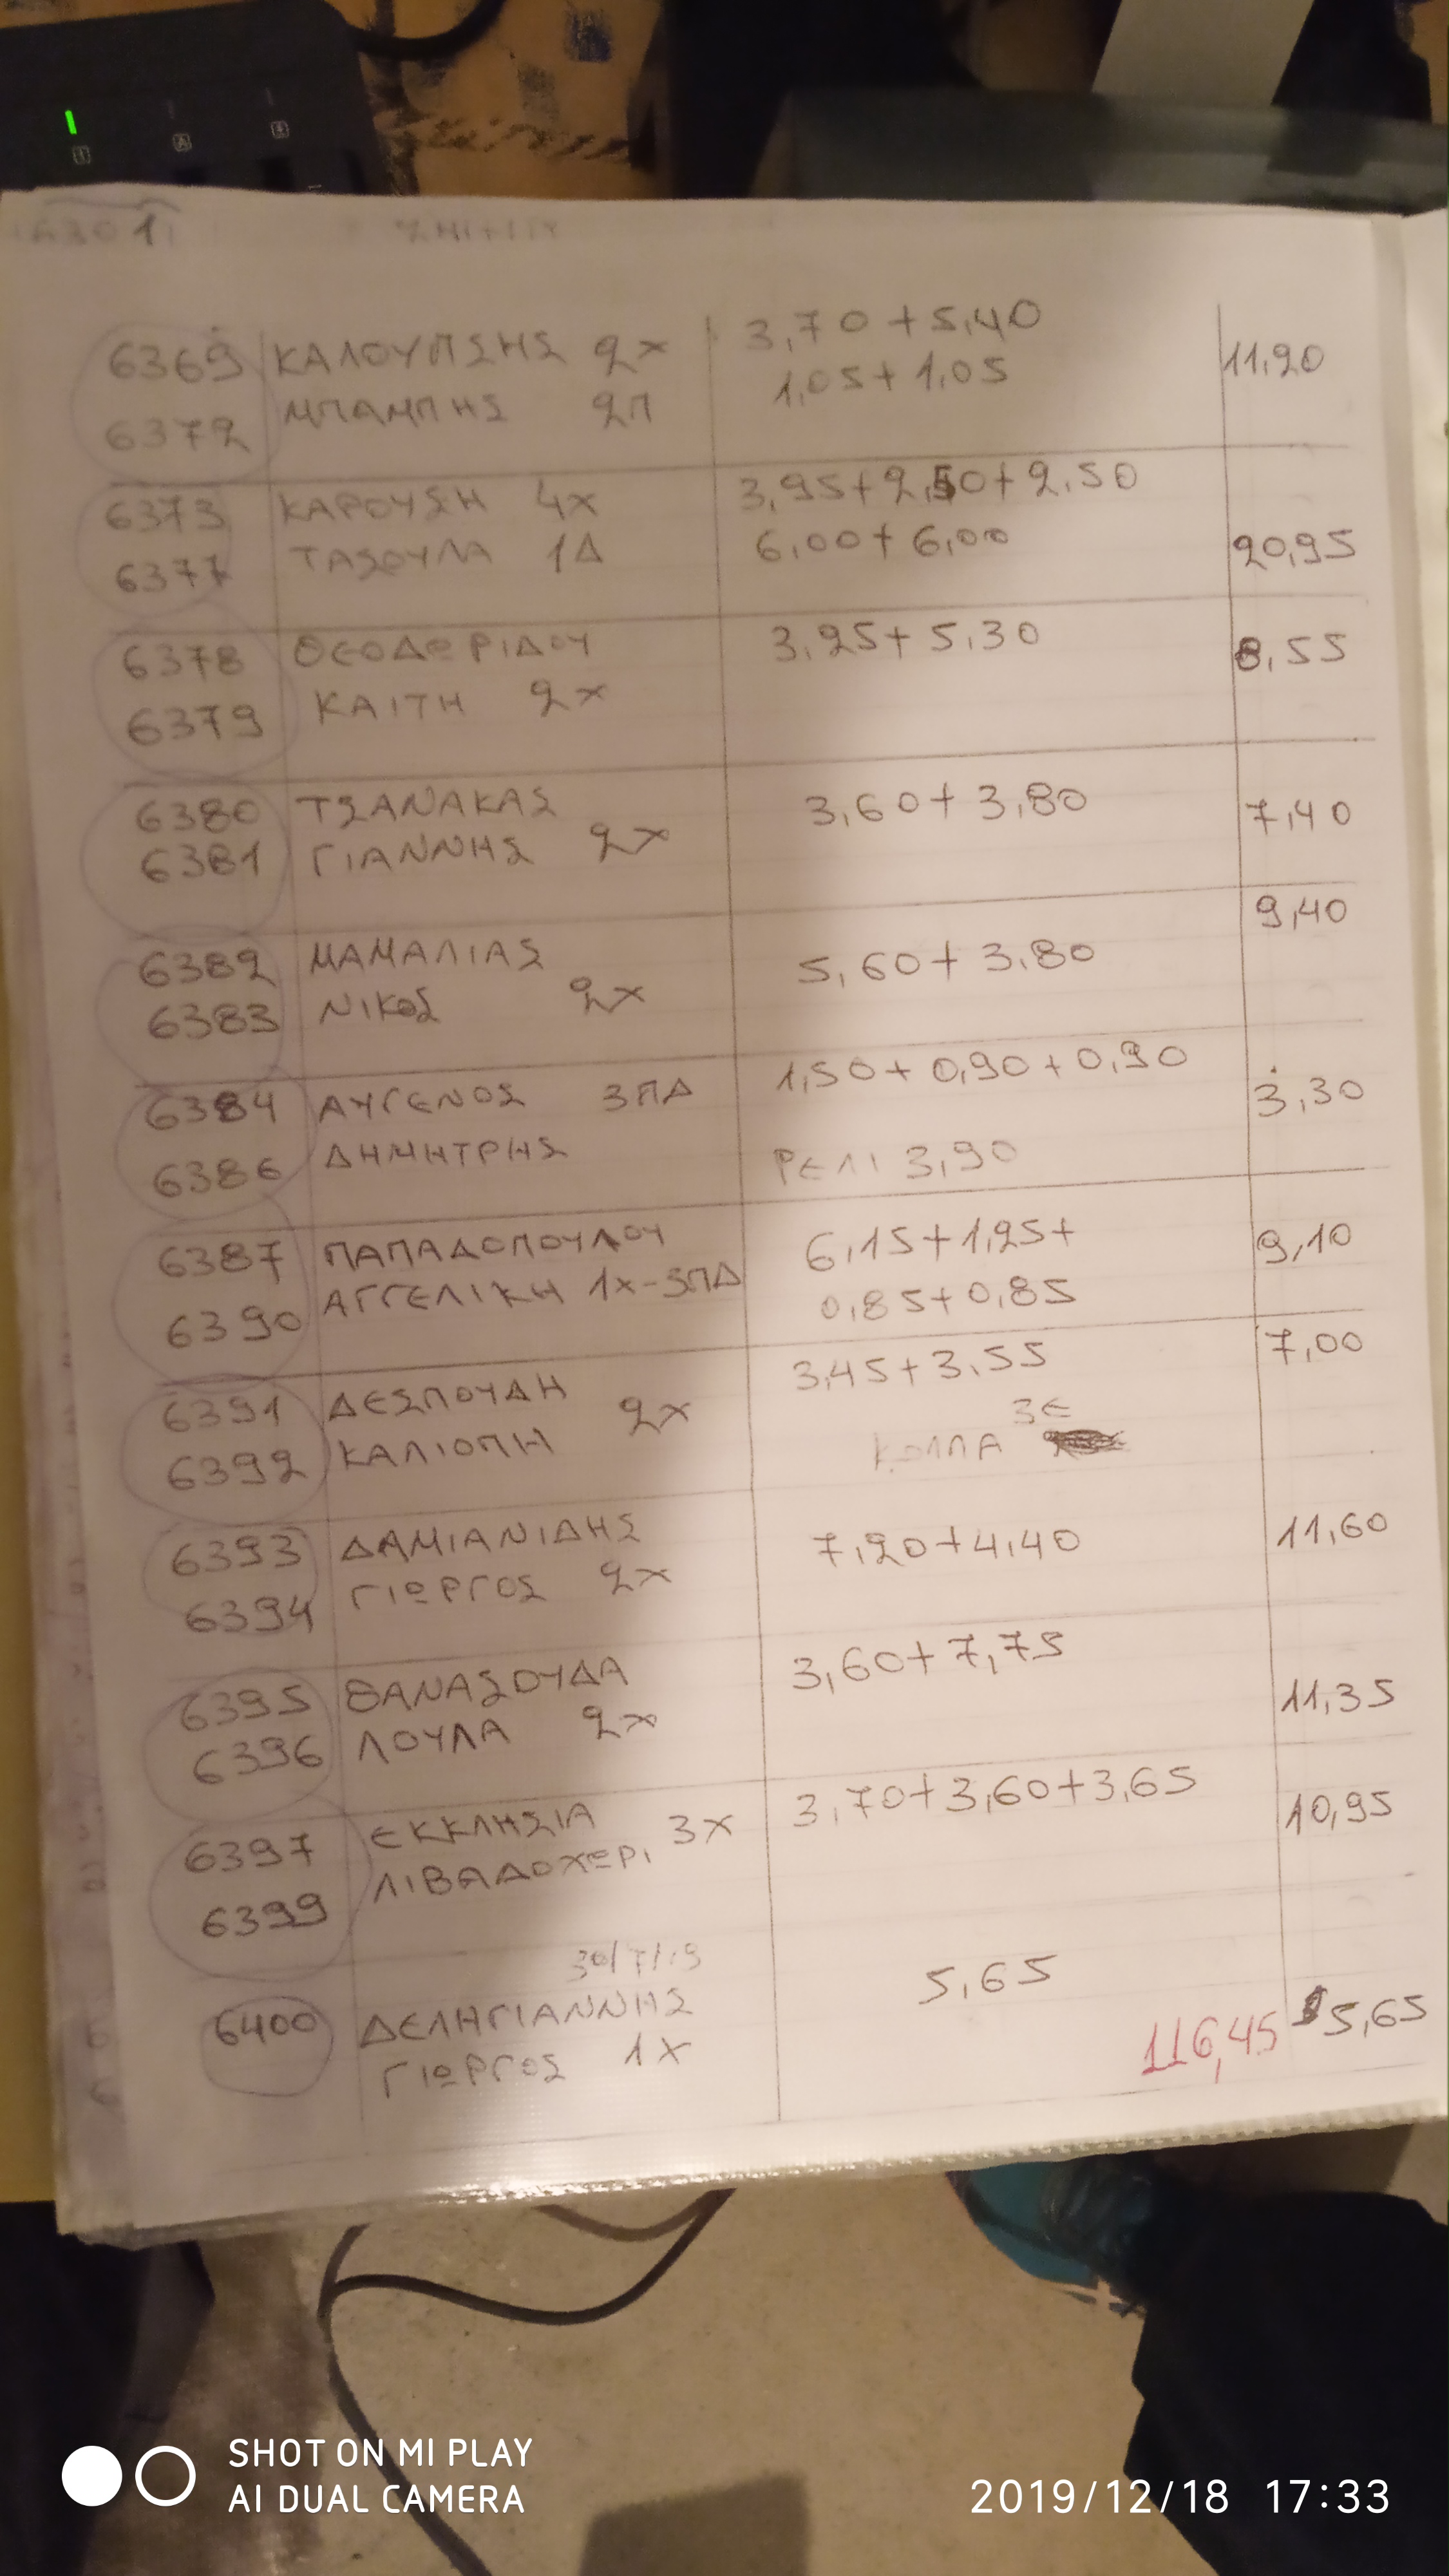 6369 ΚΑΛΟΥΠΣΗΣ 2x 3,70+5,40 11,20
6372 ΜΠΑΜΠΗΣ 2Π 1,05+1,05
6373 ΚΑΡΟΥΣΗ 4x 3,95+2,50+2,50
6377 ΤΑΣΟΥΛΑ 1Δ 6,00+6,00 20,95
6378 ΘΕΟΔΩΡΙΔΟΥ 3,25+5,30 8,55
6379 ΚΑΙΤΗ 2x
6380 ΤΣΑΝΑΚΑΣ 3,60+3,80 7,40
6381 ΓΙΑΝΝΗΣ 2x
9,40
6382 ΜΑΜΑΛΙΑΣ 5,60+3,80
6383 ΝΙΚΟΣ 2x
6384 ΑΥΓΕΝΟΣ 3ΠΔ 1,50+0,90+0,90 3,30
6386 ΔΗΜΗΤΡΗΣ ΡΕΛΙ 3,90
6387 ΠΑΠΑΔΟΠΟΥΛΟΥ 6,15+1,25+ 9,10
6390 ΑΓΓΕΛΙΚΗ 1x-3ΠΔ 0,85+0,85
6391 ΔΕΣΠΟΥΔΗ 3,45+3,55 7,00
6392 ΚΑΛΙΟΠΗ 2x ΚΟΛΛΑ 3€
6393 ΔΑΜΙΑΝΙΔΗΣ 7,20+4,40 11,60
6394 ΓΙΩΡΓΟΣ 2x
6395 ΘΑΝΑΣΟΥΔΑ 3,60+7,75 11,35
6396 ΛΟΥΛΑ 2x
6397 ΕΚΚΛΗΣΙΑ 3x 3,70+3,60+3,65 10,95
6399 ΛΙΒΑΔΟΧΕΡΙ
30/7/19
6400 ΔΕΛΗΓΙΑΝΝΗΣ 5,65 5,65
ΓΙΩΡΓΟΣ 1x 116,45
SHOT ON MI PLAY
AI DUAL CAMERA
2019/12/18 17:33